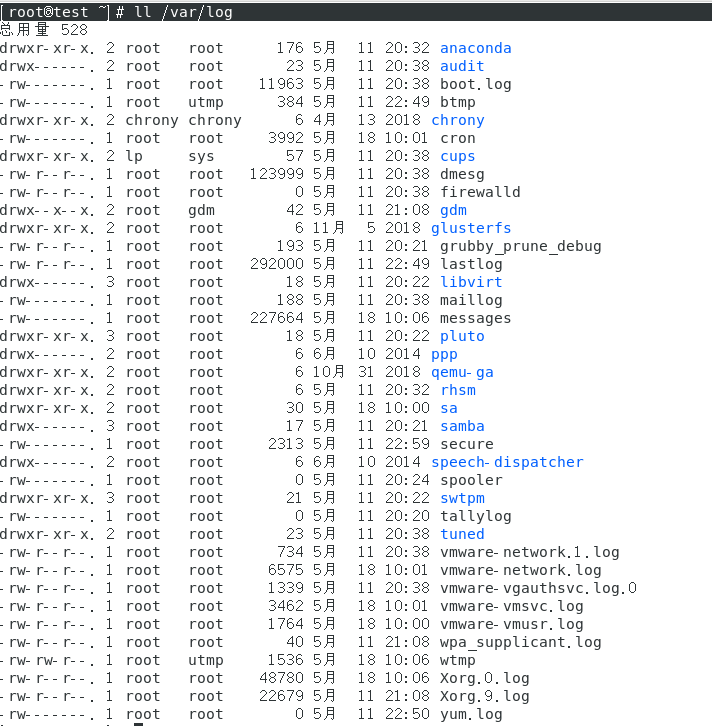 [root@test ~]# ll /var/log
总用量 528
drwxr-xr-x. 2 root   root      176 5月  11 20:32 anaconda
drwx------. 2 root   root       23 5月  11 20:38 audit
-rw-------. 1 root   root    11963 5月  11 20:38 boot.log
-rw-------. 1 root   utmp      384 5月  11 22:49 btmp
drwxr-xr-x. 2 chrony chrony      6 4月  13 2018 chrony
-rw-------. 1 root   root     3992 5月  18 10:01 cron
drwxr-xr-x. 2 lp     sys        57 5月  11 20:38 cups
-rw-r--r--. 1 root   root   123999 5月  11 20:38 dmesg
-rw-r--r--. 1 root   root        0 5月  11 20:38 firewalld
drwx--x--x. 2 root   gdm        42 5月  11 21:08 gdm
drwxr-xr-x. 2 root   root        6 11月  5 2018 glusterfs
-rw-r--r--. 1 root   root      193 5月  11 20:21 grubby_prune_debug
-rw-r--r--. 1 root   root   292000 5月  11 22:49 lastlog
drwx------. 3 root   root       18 5月  11 20:22 libvirt
-rw-------. 1 root   root      188 5月  11 20:38 maillog
-rw-------. 1 root   root   227664 5月  18 10:06 messages
drwxr-xr-x. 3 root   root       18 5月  11 20:22 pluto
drwx------. 2 root   root        6 6月  10 2014 ppp
drwxr-xr-x. 2 root   root        6 10月 31 2018 qemu-ga
drwxr-xr-x. 2 root   root        6 5月  11 20:32 rhsm
drwxr-xr-x. 2 root   root       30 5月  18 10:00 sa
drwx------. 3 root   root       17 5月  11 20:21 samba
-rw-------. 1 root   root     2313 5月  11 22:59 secure
drwx------. 2 root   root        6 6月  10 2014 speech-dispatcher
-rw-------. 1 root   root        0 5月  11 20:24 spooler
drwxr-xr-x. 3 root   root       21 5月  11 20:22 swtpm
-rw-------. 1 root   root        0 5月  11 20:20 tallylog
drwxr-xr-x. 2 root   root       23 5月  11 20:38 tuned
-rw-r--r--. 1 root   root      734 5月  11 20:38 vmware-network.1.log
-rw-r--r--. 1 root   root     6575 5月  18 10:01 vmware-network.log
-rw-r--r--. 1 root   root     1339 5月  11 20:38 vmware-vgauthsvc.log.0
-rw-r--r--. 1 root   root     3462 5月  18 10:01 vmware-vmsvc.log
-rw-r--r--. 1 root   root     1764 5月  18 10:00 vmware-vmusr.log
-rw-r--r--. 1 root   root       40 5月  11 21:08 wpa_supplicant.log
-rw-rw-r--. 1 root   utmp     1536 5月  18 10:06 wtmp
-rw-r--r--. 1 root   root    48780 5月  18 10:06 Xorg.0.log
-rw-r--r--. 1 root   root    22679 5月  11 21:08 Xorg.9.log
-rw-------. 1 root   root        0 5月  11 22:50 yum.log